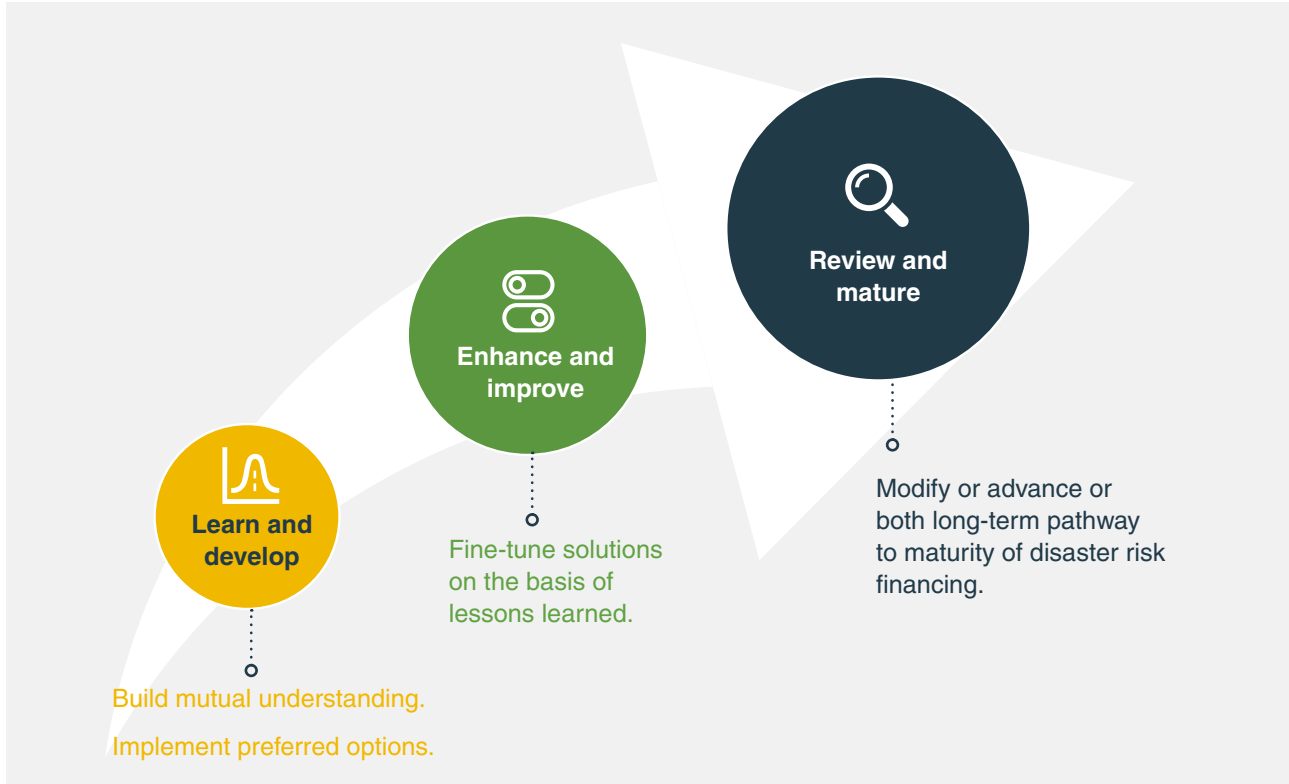 Learn and
develop
Build mutual understanding.
Implement preferred options.
Enhance and
improve
Fine-tune solutions
on the basis of
lessons learned.
Review and
mature
Modify or advance or
both long-term pathway
to maturity of disaster risk
financing.